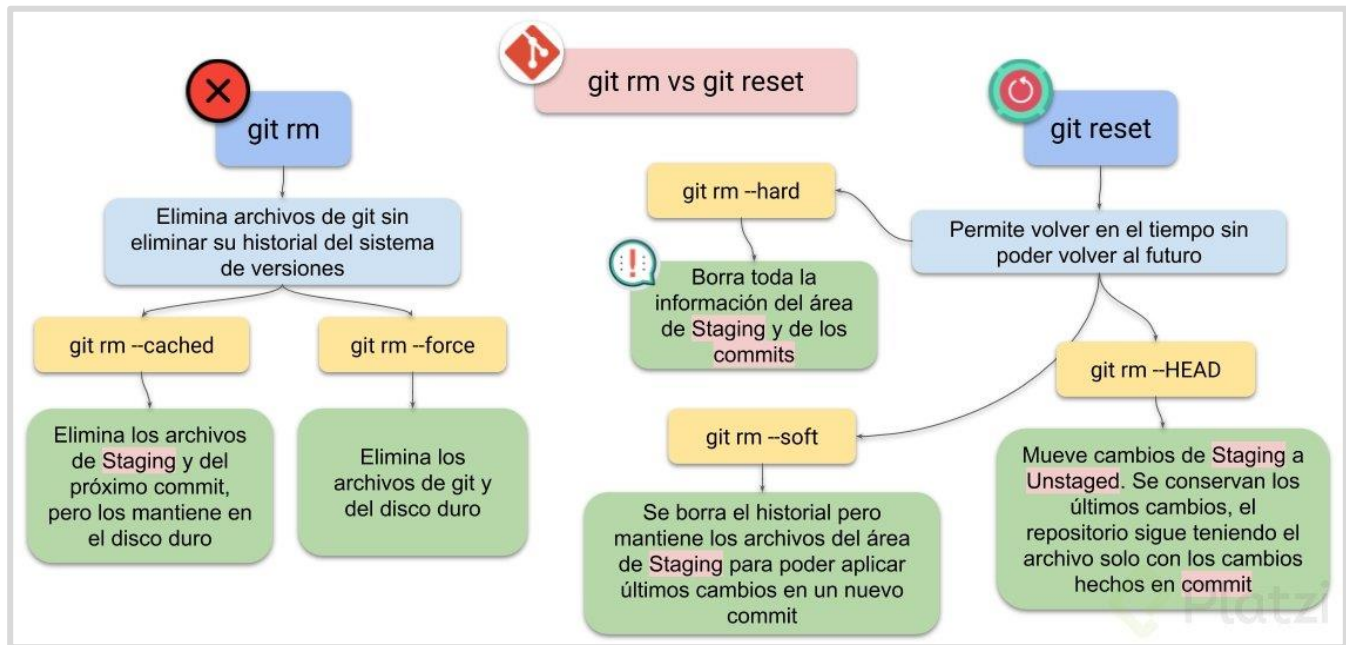 git rm vs git reset
git rm
Elimina archivos de git sin
eliminar su historial del sistema
de versiones
git rm --cached
Elimina los archivos
de Staging y del
próximo commit,
pero los mantiene en
el disco duro
git rm --force
Elimina los
archivos de git y
del disco duro
git reset
Permite volver en el tiempo sin
poder volver al futuro
git rm --hard
Borra toda la
información del área
de Staging y de los
commits
git rm --soft
Se borra el historial pero
mantiene los archivos del área
de Staging para poder aplicar
últimos cambios en un nuevo
commit
git rm --HEAD
Mueve cambios de Staging a
Unstaged. Se conservan los
últimos cambios, el
repositorio sigue teniendo el
archivo solo con los cambios
hechos en commit
Platzi